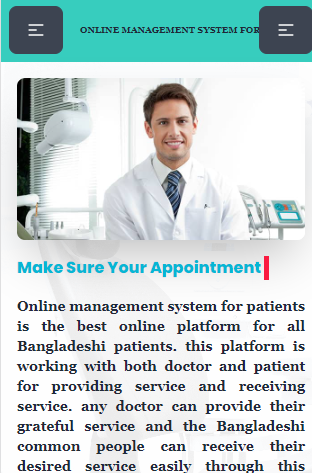 ONLINE MANAGEMENT SYSTEM FOR
Make Sure Your Appointment
Online management system for patients
is the best online platform for all
Bangladeshi patients. this platform is
working with both doctor and patient
for providing service and receiving
service. any doctor can provide their
grateful service and the Bangladeshi
common people can receive their
desired service easily through this